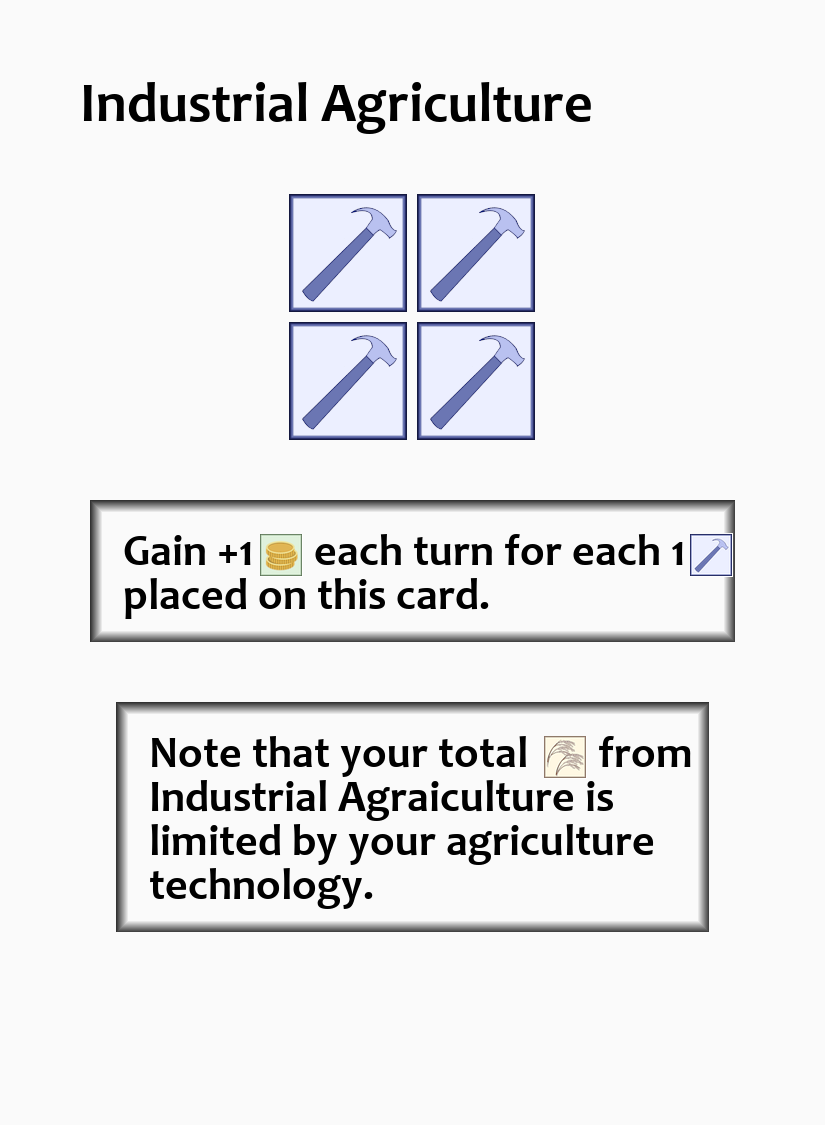 Industrial Agriculture
Gain +1 each turn for each 1
placed on this card.
Note that your total from
Industrial Agraiculture is
limited by your agriculture
technology.